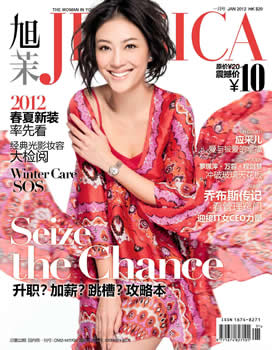 THE WOMAN IN YOU
一月号 JAN 2012 HK $20
旭茉
JESSICA
原价¥20
震撼价
¥10
2012
春夏新装
率先看
经典光影妆容
大检阅
Winter Care
SOS
应采儿
乔布斯传记
Seize
the Chance
升职？加薪？跳槽？攻略本
ISSN 1674-8271